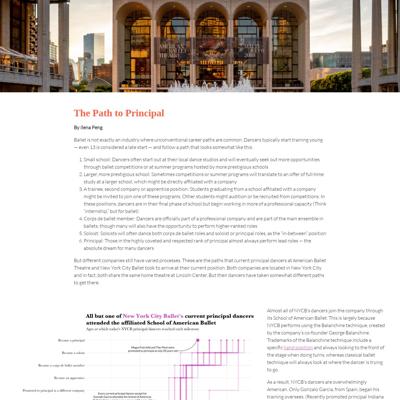 AMERICAN BALLET THEATRE
The Path to Principal
By Ilena Peng
Ballet is not exactly an industry where unconventional career paths are common. Dancers typically start training young
— even 13 is considered a late start — and follow a path that looks somewhat like this:
1. Small school: Dancers often start out at their local dance studios and will eventually seek out more opportunities
through ballet competitions or at summer programs hosted by more prestigious schools
2. Larger, more prestigious school: Sometimes competitions or summer programs will translate to an offer of full-time
study at a larger school, which might be directly affiliated with a company
3. A trainee, second company or apprentice position: Students graduating from a school affiliated with a company
might be invited to join one of these programs. Other students might audition or be recruited from competitions. In
these positions, dancers are in their final phase of school but begin working in more of a professional capacity (Think
"internship," but for ballet)
4. Corps de ballet member: Dancers are officially part of a professional company and are part of the main ensemble in
ballets, though many will also have the opportunity to perform higher-ranked roles
5. Soloist: Soloists will often dance both corps de ballet roles and soloist or principal roles, as the "in-between" position
6. Principal: Those in the highly coveted and respected rank of principal almost always perform lead roles — the
absolute dream for many dancers
But different companies still have varied processes. These are the paths that current principal dancers at American Ballet
Theatre and New York City Ballet took to arrive at their current position. Both companies are located in New York City
and in fact, both share the same home theatre at Lincoln Center. But their dancers have taken somewhat different paths
to get there.
All but one of New York City Ballet's current principal dancers
attended the affiliated School of American Ballet
Ages at which today's NYCB principal dancers reached each milestone
Became a principal
Became a soloist
Became a corps de ballet member
Became an apprentice
Promoted to principal in a different company
Almost all of NYCB's dancers join the company through
its School of American Ballet. This is largely because
NYCB performs using the Balanchine technique, created
by the company's co-founder George Balanchine.
Trademarks of the Balanchine technique include a
specific hand position and always looking to the front of
the stage when doing turns, whereas classical ballet
technique will always look at where the dancer is trying
to go.
As a result, NYCB's dancers are overwhelmingly
American. Only Gonzalo Garcia, from Spain, began his
training overseas. (Recently promoted principal Indiana